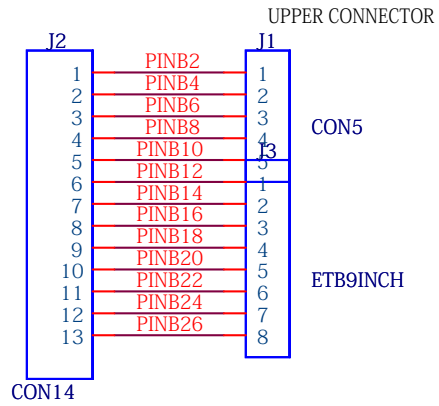 UPPER CONNECTOR
J2 J1
1 PINB2 1
2 PINB4 2
3 PINB6 3
4 PINB8 4
CON5
5 PINB10 5
J3
6 PINB12 1
7 PINB14 2
8 PINB16 3
9 PINB18 4
10 PINB20 5
ETB9INCH
11 PINB22 6
12 PINB24 7
13 PINB26 8
CON14